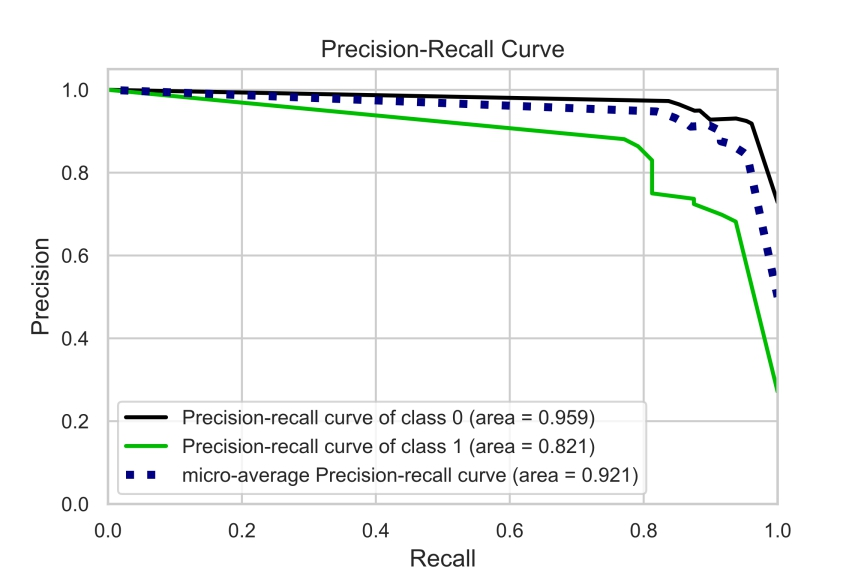 Precision-Recall Curve
1.0
0.8
0.6
0.4
0.2
0.0
Precision
Precision-recall curve of class 0 (area = 0.959)
Precision-recall curve of class 1 (area = 0.821)
micro-average Precision-recall curve (area = 0.921)
0.0 0.2 0.4 0.6 0.8 1.0
Recall